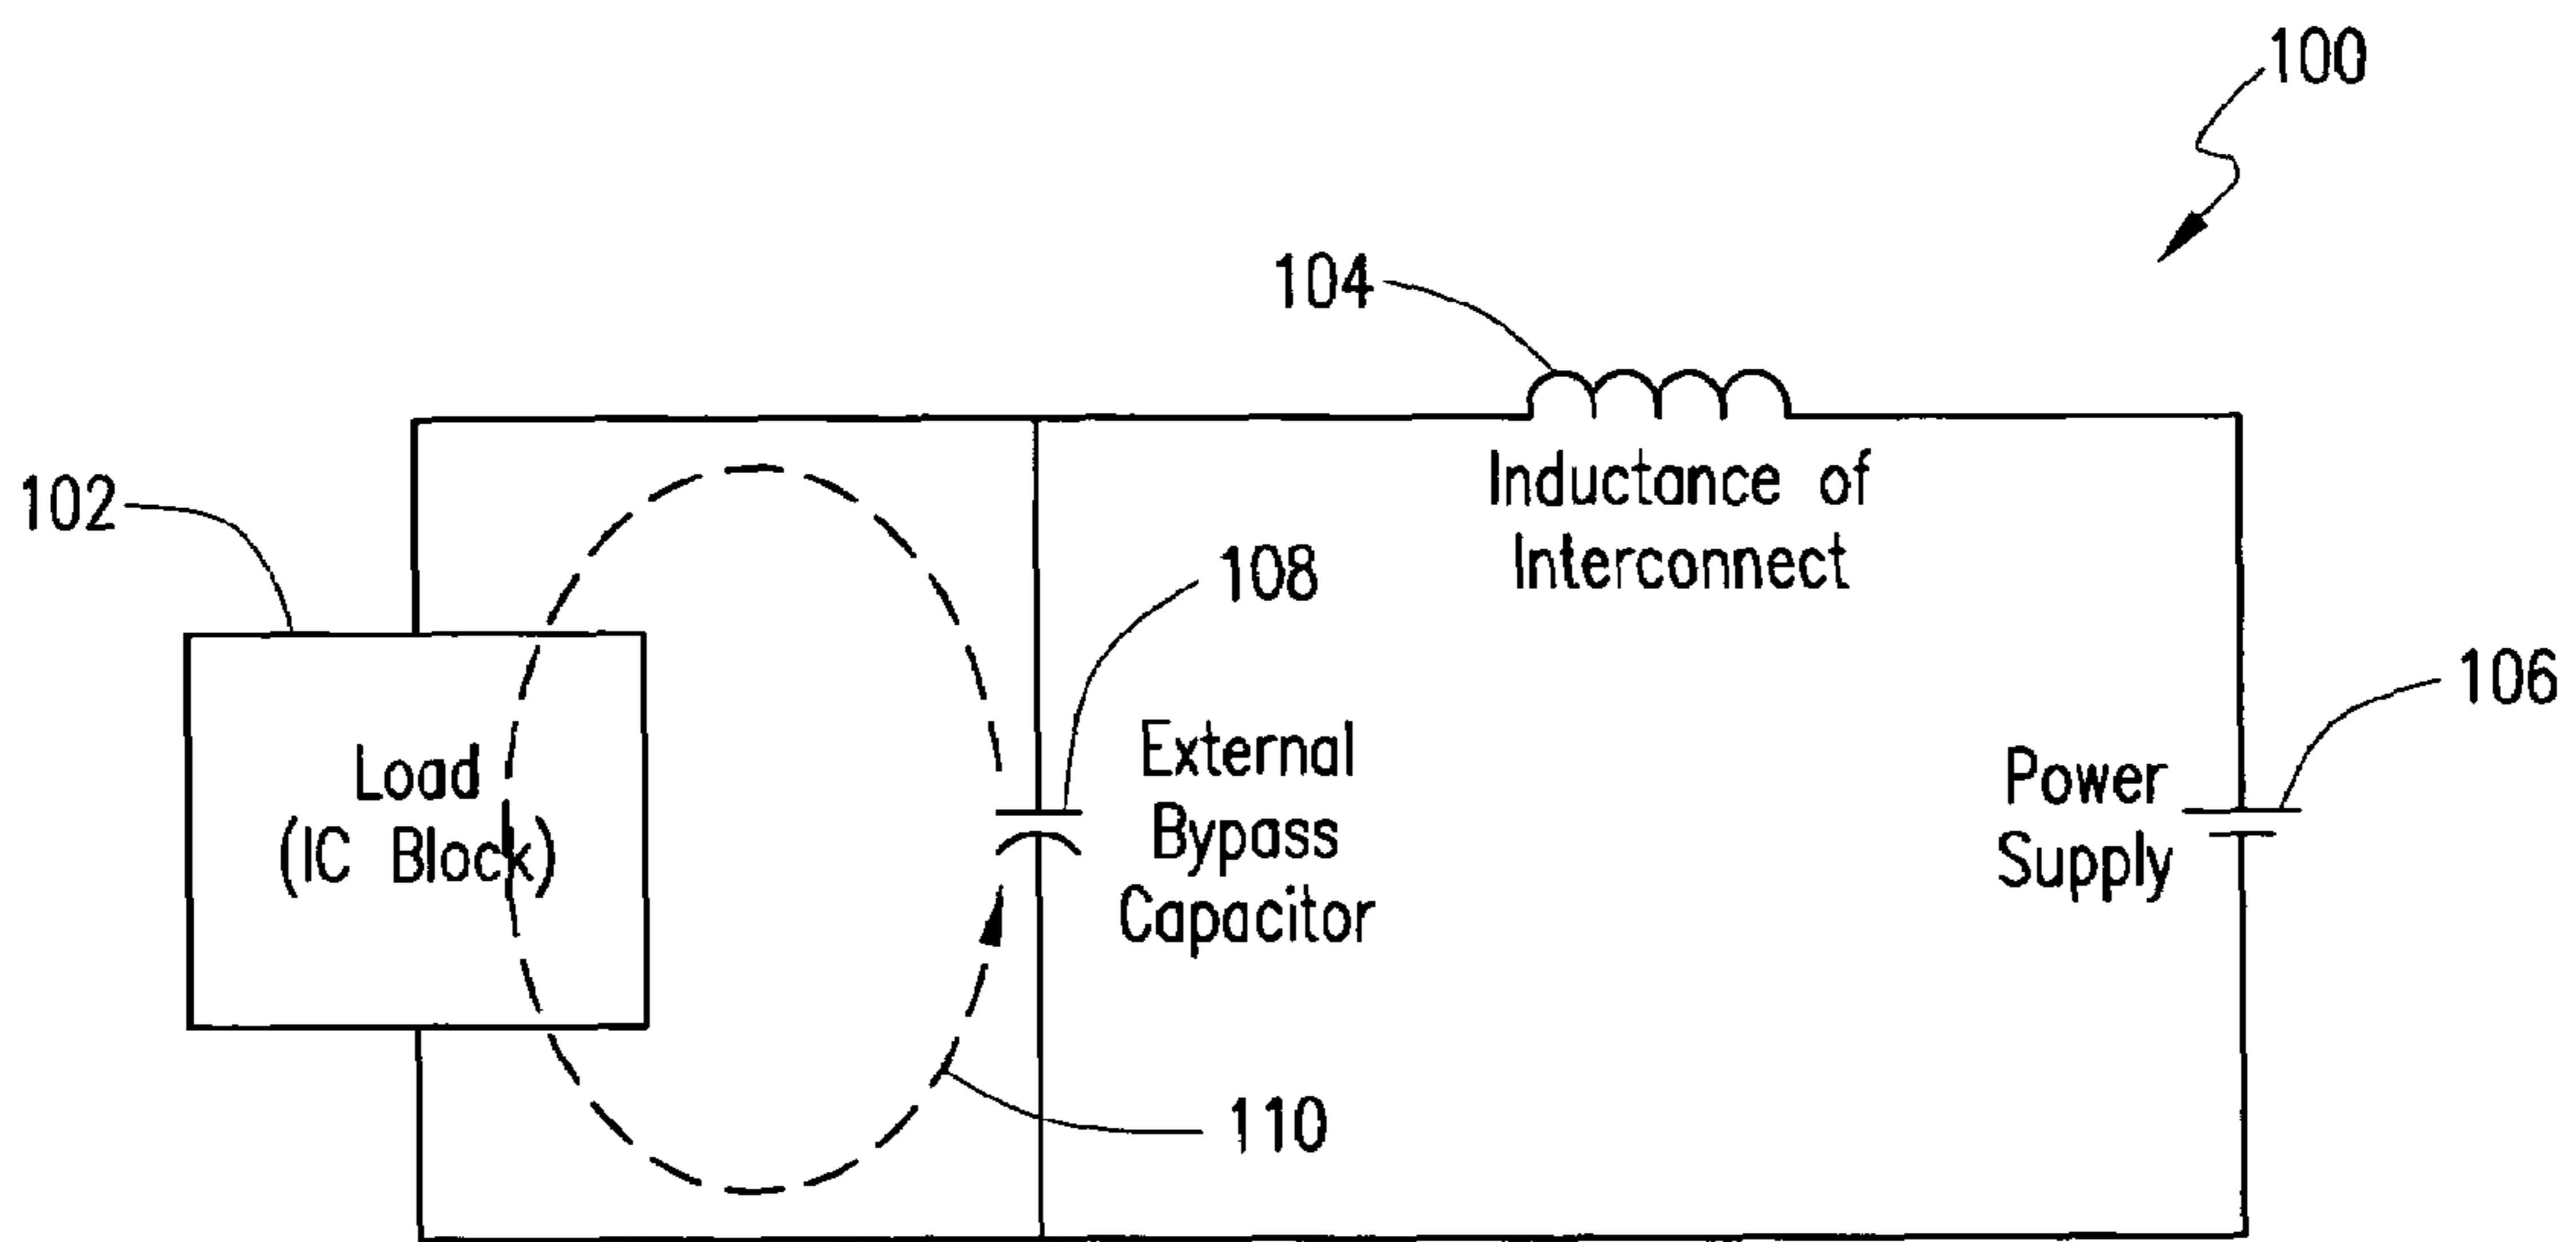 100
104
Inductance of
Interconnect
102
108
106
External
Bypass
Capacitor
Power
Supply
Load
(IC Block)
110